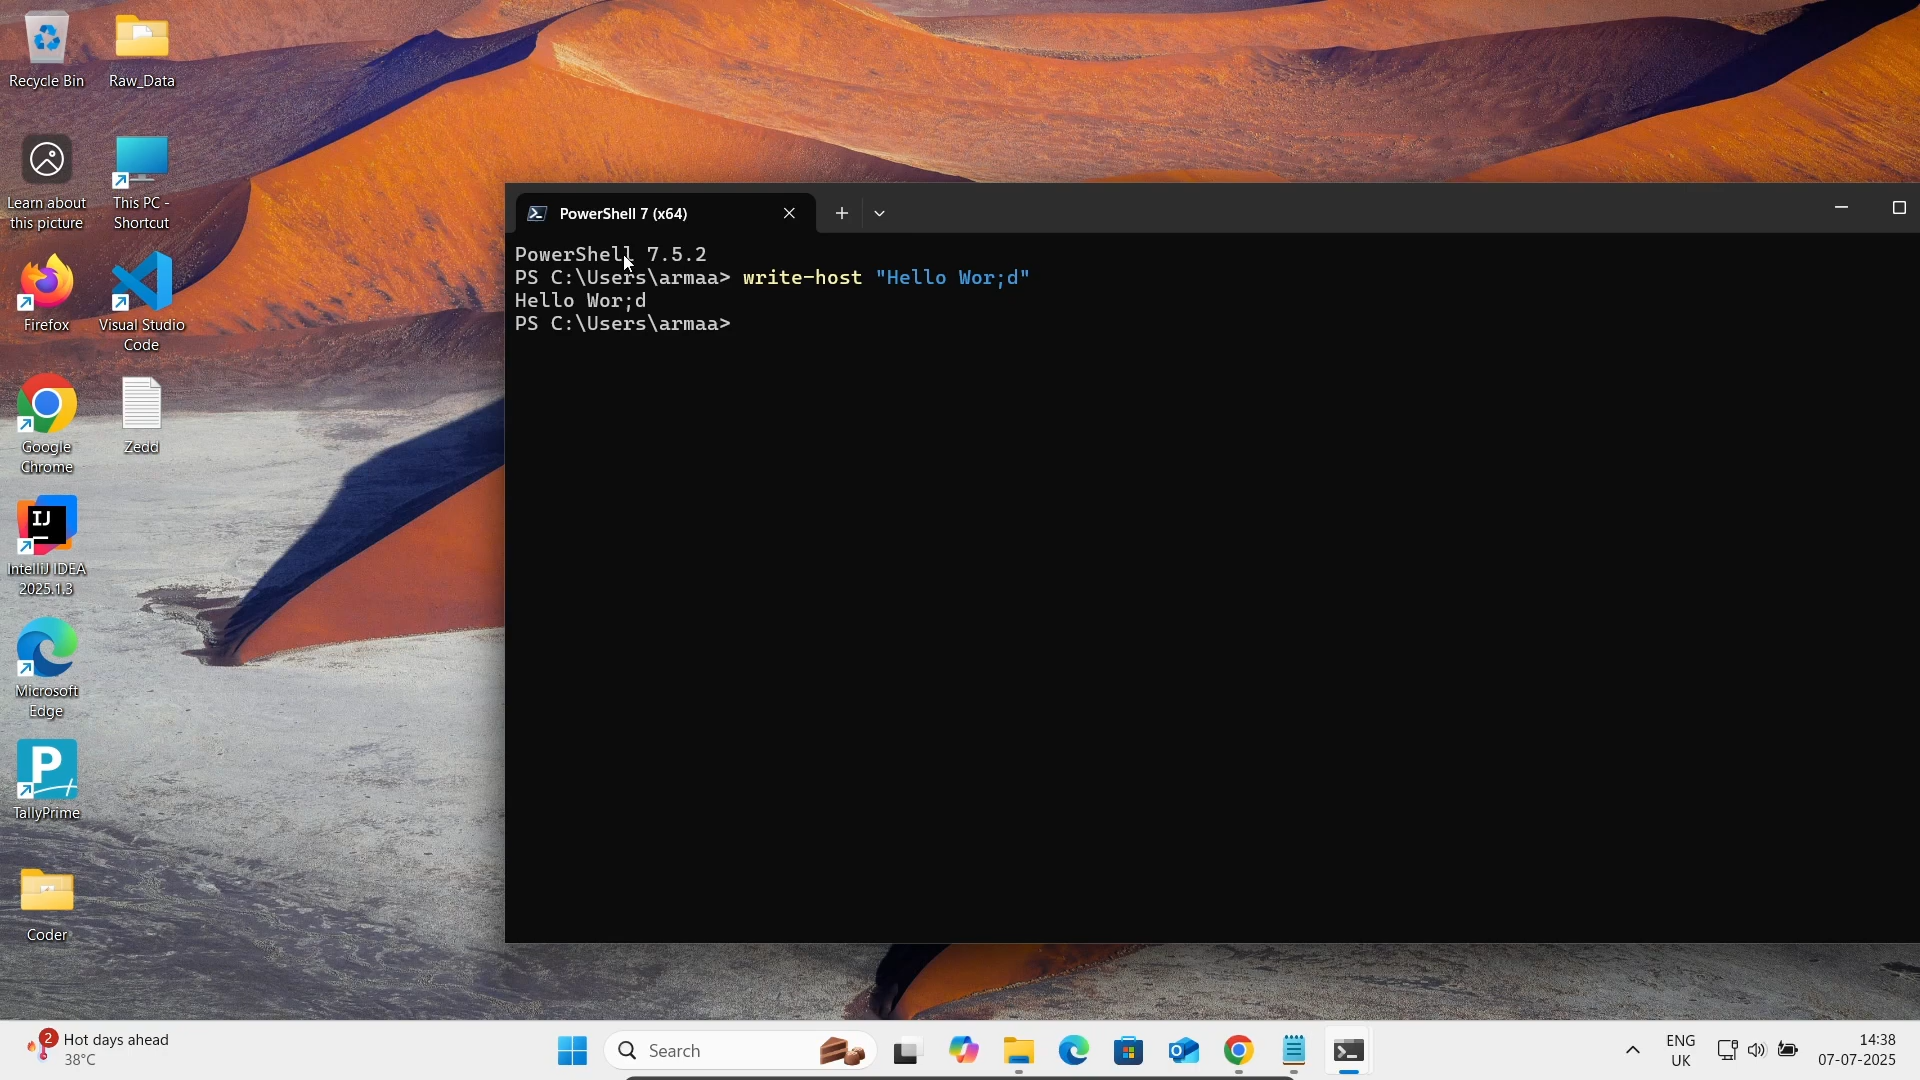 Recycle Bin
Raw_Data
Learn about
this picture
This PC -
Shortcut
Firefox
Visual Studio
Code
Google
Chrome
Zedd
IJ
IntelliJ IDEA
2025.1.3
Microsoft
Edge
P
TallyPrime
Coder
PowerShell 7 (x64)
PowerShell 7.5.2
PS C:\Users\armaa> write-host "Hello Wor;d"
Hello Wor;d
PS C:\Users\armaa>
2
Hot days ahead
38°C
Search
ENG
UK
14:38
07-07-2025